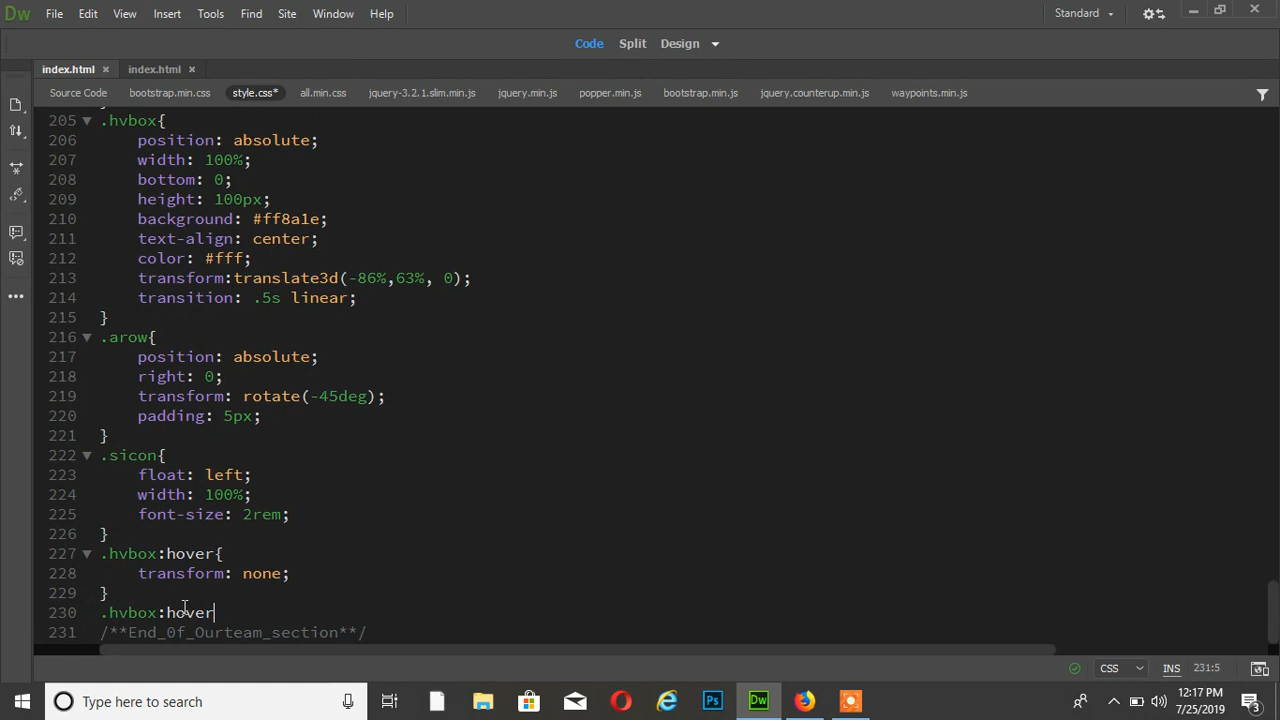 Dw File Edit View Insert Tools Find Site Window Help Standard
Code Split Design
index.html × index.html ×
Source Code bootstrap.min.css style.css* all.min.css jquery-3.2.1.slim.min.js jquery.min.js popper.min.js bootstrap.min.js jquery.counterup.min.js waypoints.min.js
205 .hvbox{
206 position: absolute;
207 width: 100%;
208 bottom: 0;
209 height: 100px;
210 background: #ff8a1e;
211 text-align: center;
212 color: #fff;
213 transform:translate3d(-86%,63%, 0);
214 transition: .5s linear;
215 }
216 .arow{
217 position: absolute;
218 right: 0;
219 transform: rotate(-45deg);
220 padding: 5px;
221 }
222 .sicon{
223 float: left;
224 width: 100%;
225 font-size: 2rem;
226 }
227 .hvbox:hover{
228 transform: none;
229 }
230 .hvbox:hover
231 /**End_0f_Ourteam_section**/
CSS INS 231:5
Type here to search Ps Dw 12:17 PM
7/25/2019 3